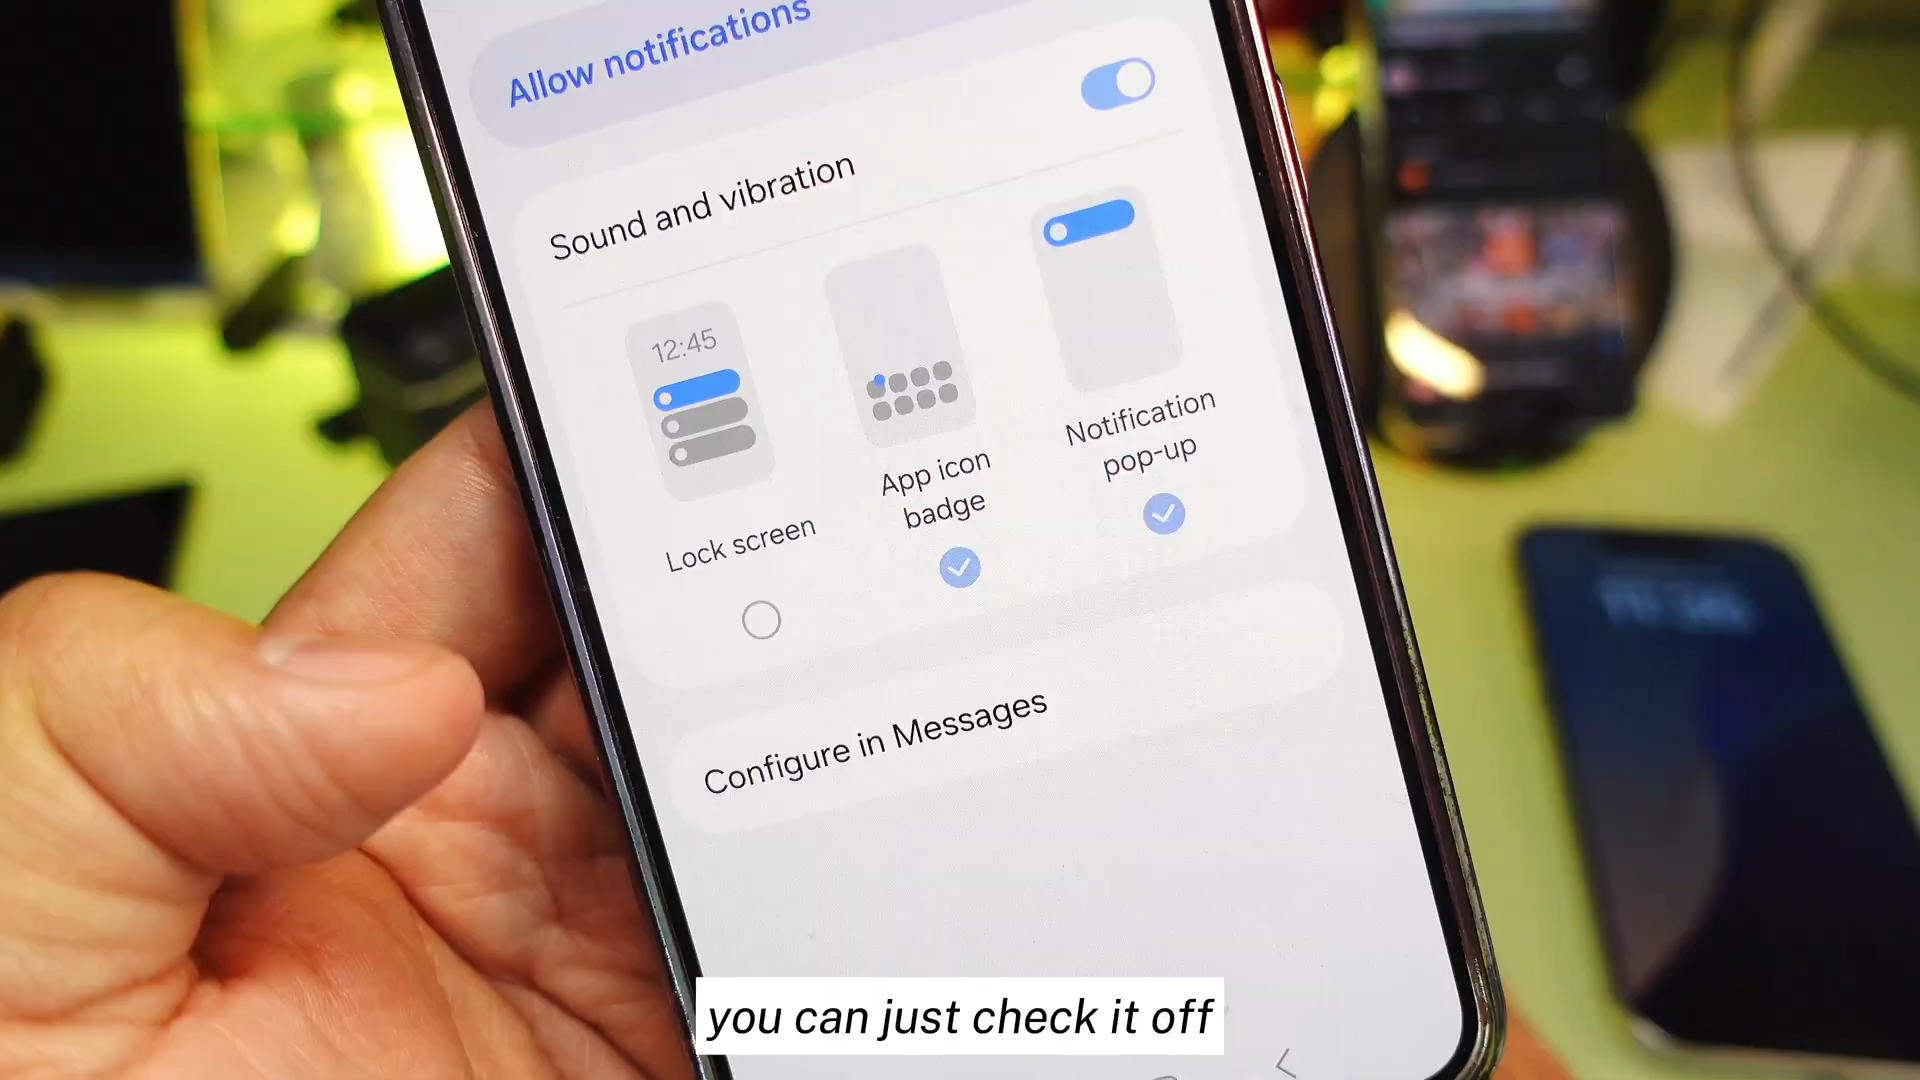 Allow notifications
Sound and vibration
12:45
Lock screen
App icon
badge
Notification
pop-up
Configure in Messages
you can just check it off